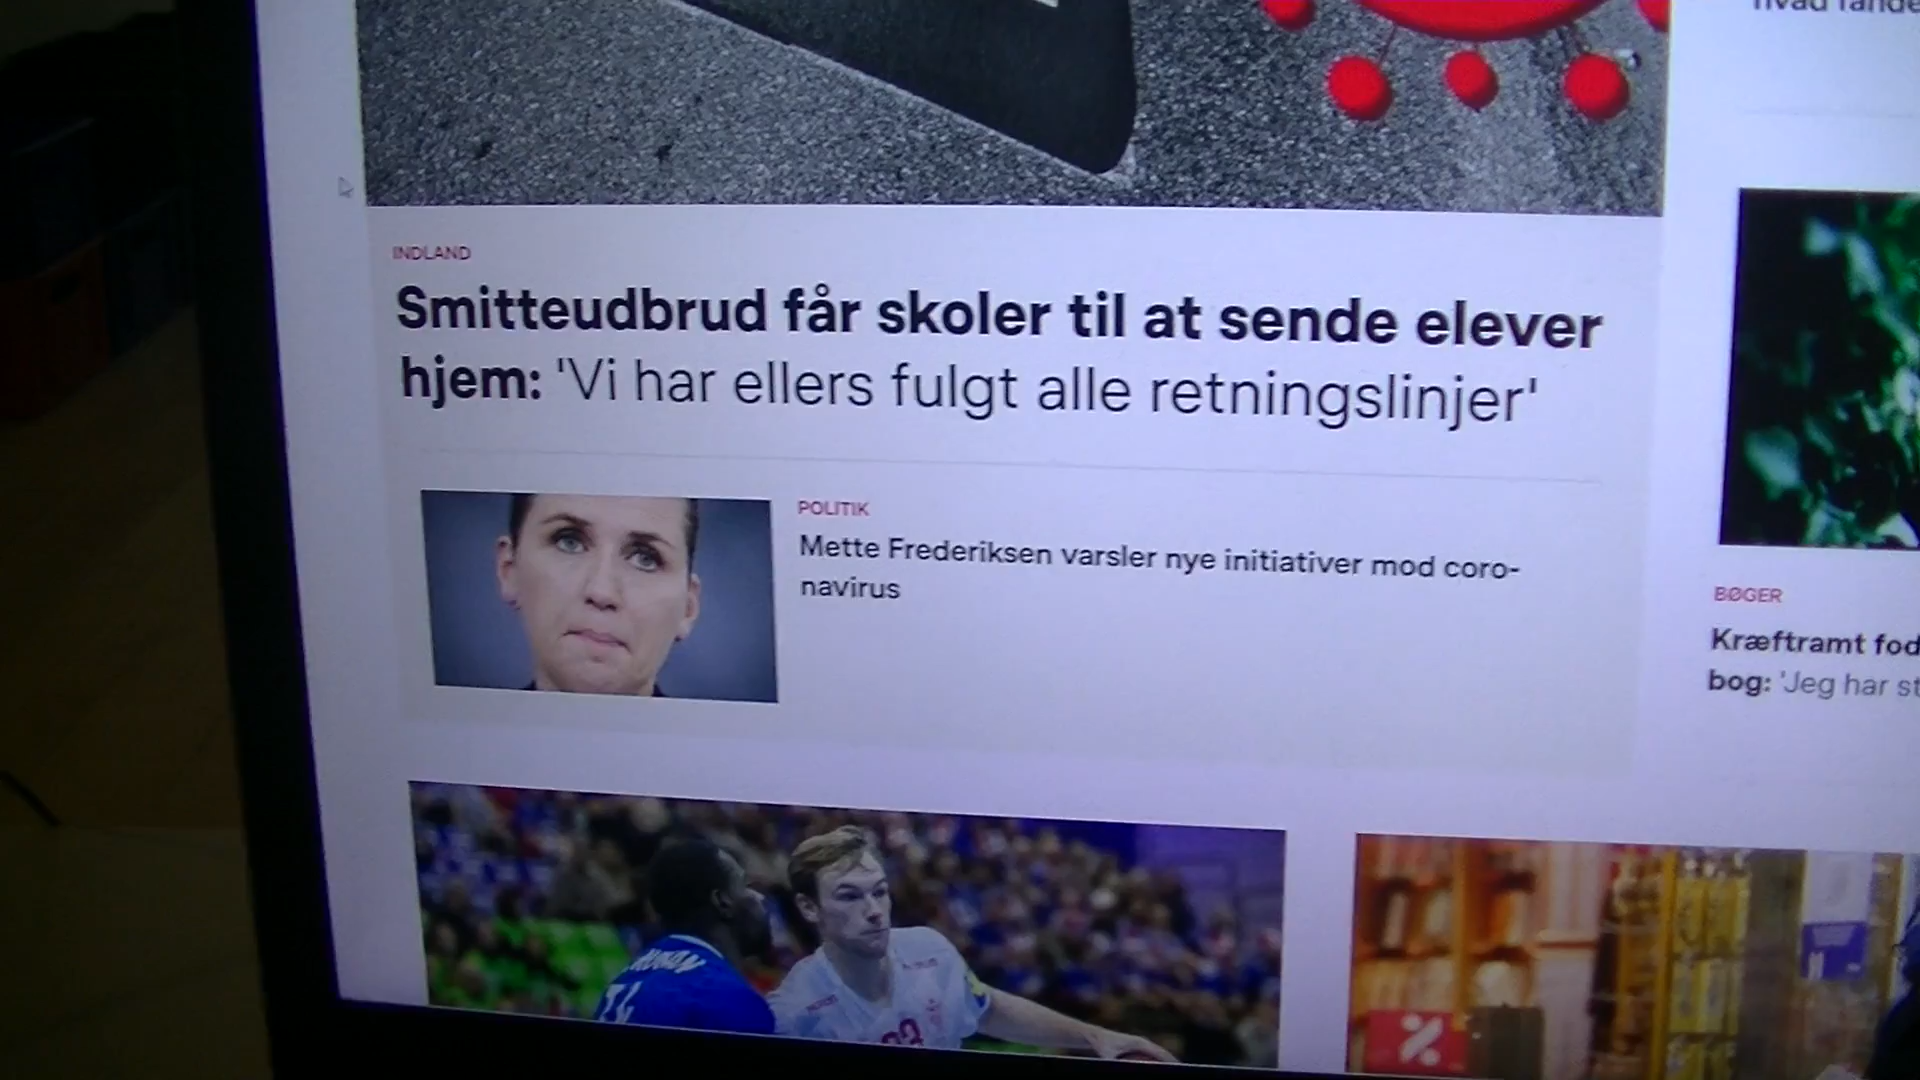 INDLAND
Smitteudbrud får skoler til at sende elever
hjem: 'Vi har ellers fulgt alle retningslinjer'
POLITIK
Mette Frederiksen varsler nye initiativer mod coro-
navirus
BØGER
Kræftramt fod
bog: 'Jeg har st